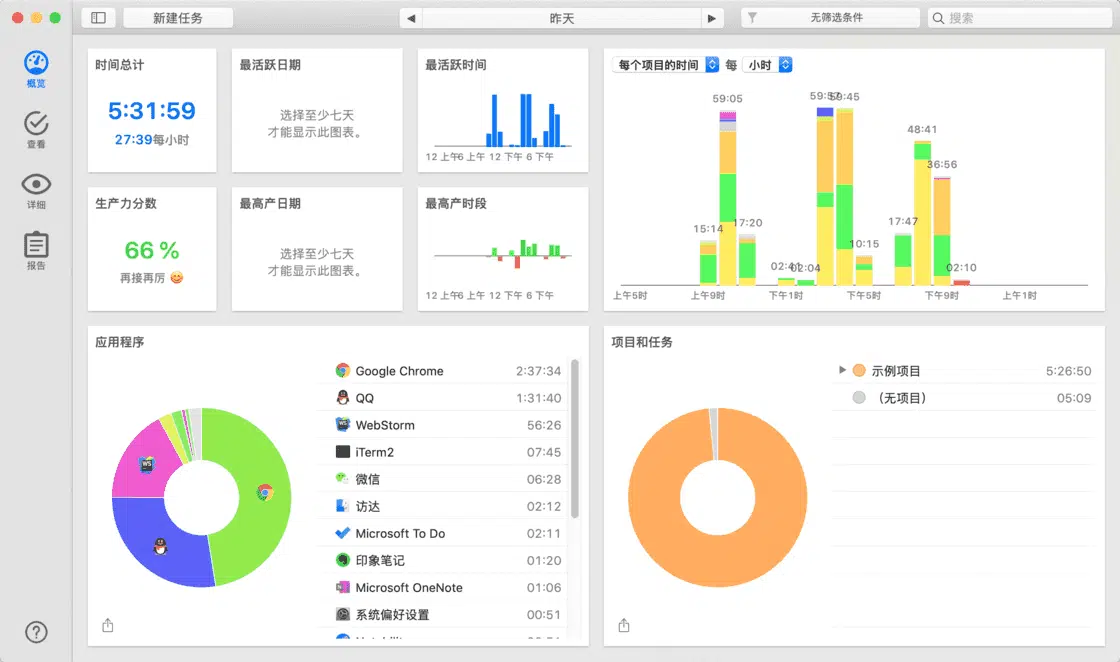 新建任务
昨天
无筛选条件
搜索
概览
查看
详细
报告
时间总计
5:31:59
27:39每小时
最活跃日期
选择至少七天
才能显示此图表。
最活跃时间
12 上午6 上午 12 下午 6 下午
生产力分数
66 %
再接再厉
最高产日期
选择至少七天
才能显示此图表。
最高产时段
12 上午6 上午 12 下午 6 下午
每个项目的时间 每 小时
59:05
59:45
48:41
36:56
15:14
17:20
17:47
10:15
02:04
02:10
上午5时 上午9时 下午1时 下午5时 下午9时 上午1时
应用程序
Google Chrome 2:37:34
QQ 1:31:40
WebStorm 56:26
iTerm2 07:45
微信 06:28
访达 02:12
Microsoft To Do 02:11
印象笔记 01:20
Microsoft OneNote 01:06
系统偏好设置 00:51
WS
项目和任务
示例项目 5:26:50
（无项目） 05:09